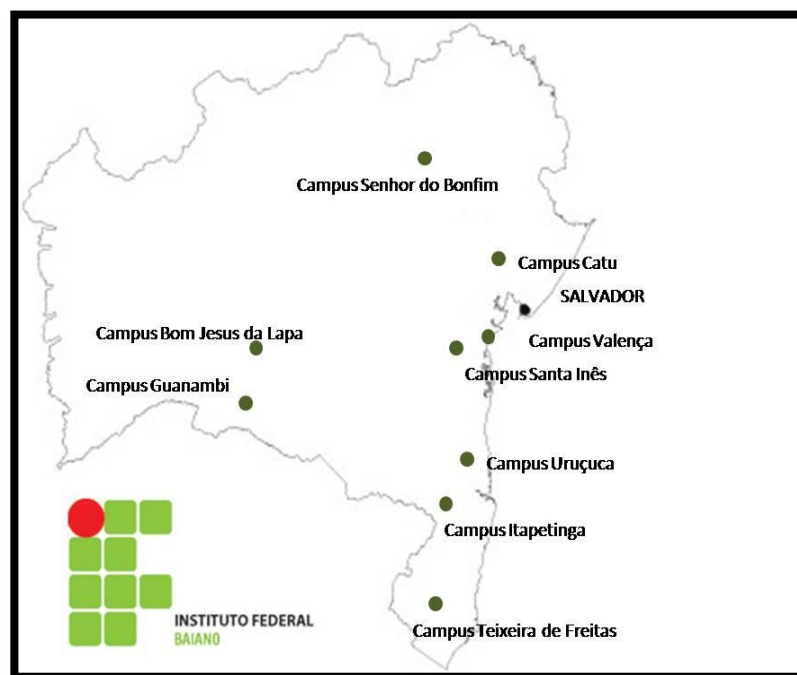 Campus Senhor do Bonfim
Campus Catu
SALVADOR
Campus Bom Jesus da Lapa
Campus Valença
Campus Santa Inês
Campus Guanambi
Campus Uruçuca
Campus Itapetinga
INSTITUTO FEDERAL
BAIANO
Campus Teixeira de Freitas